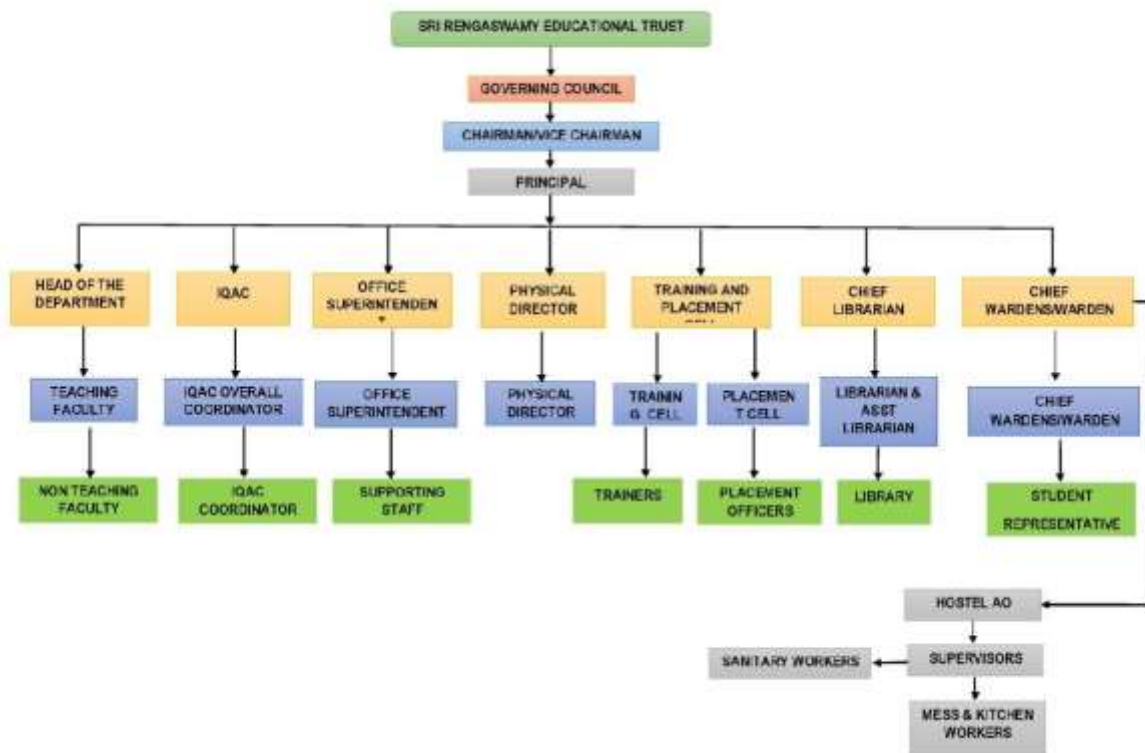 SRI RENGASWAMY EDUCATIONAL TRUST
GOVERNING COUNCIL
CHAIRMAN/VICE CHAIRMAN
PRINCIPAL
HEAD OF THE
DEPARTMENT
IQAC
OFFICE
SUPERINTENDEN
PHYSICAL
DIRECTOR
TRAINING AND
PLACEMENT
CHIEF
LIBRARIAN
CHIEF
WARDENS/WARDEN
TEACHING
FACULTY
IQAC OVERALL
COORDINATOR
OFFICE
SUPERINTENDENT
PHYSICAL
DIRECTOR
TRAININ
G CELL
PLACEMEN
T CELL
LIBRARIAN &
ASST
LIBRARIAN
CHIEF
WARDENS/WARDEN
NON TEACHING
FACULTY
IQAC
COORDINATOR
SUPPORTING
STAFF
TRAINERS
PLACEMENT
OFFICERS
LIBRARY
STUDENT
REPRESENTATIVE
HOSTEL AO
SANITARY WORKERS
SUPERVISORS
MESS & KITCHEN
WORKERS